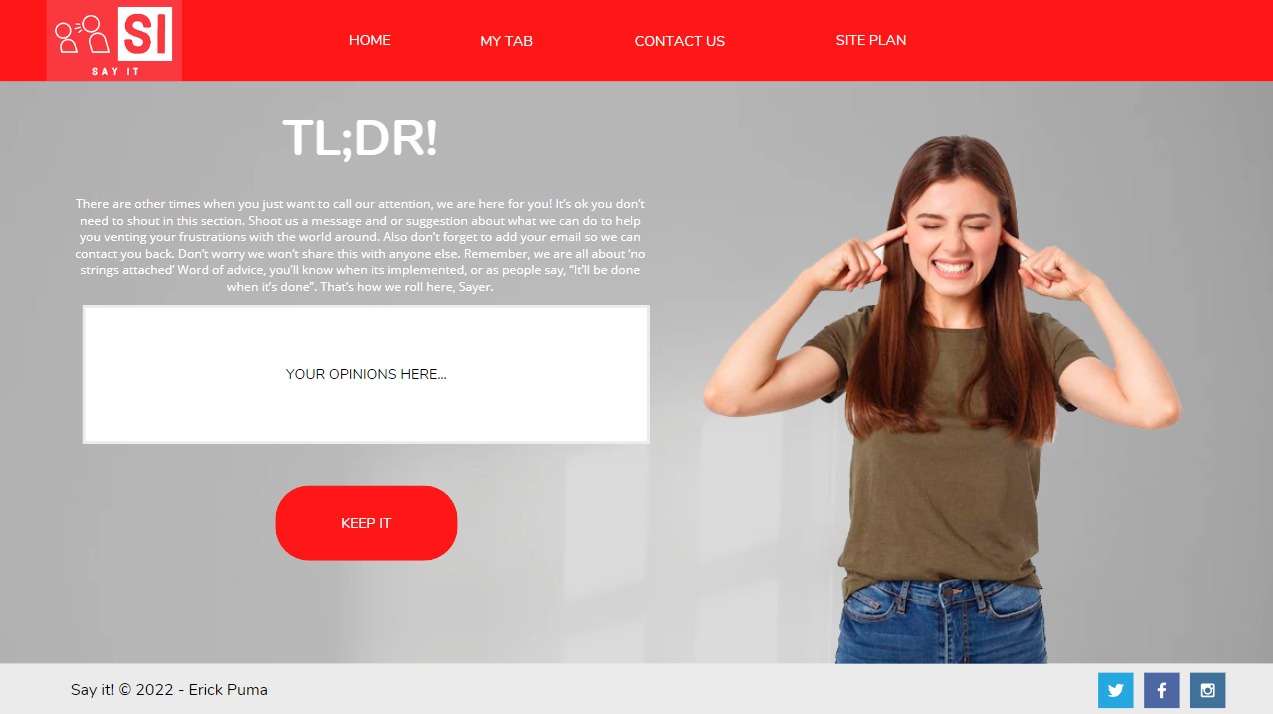 SI
SAY IT
HOME
MY TAB
CONTACT US
SITE PLAN
TL;DR!
There are other times when you just want to call our attention, we are here for you! It’s ok you don’t
need to shout in this section. Shoot us a message and or suggestion about what we can do to help
you venting your frustrations with the world around. Also don’t forget to add your email so we can
contact you back. Don’t worry we won’t share this with anyone else. Remember, we are all about ‘no
strings attached’ Word of advice, you’ll know when its implemented, or as people say, “It’ll be done
when it’s done”. That’s how we roll here, Sayer.
YOUR OPINIONS HERE...
KEEP IT
Say it! © 2022 - Erick Puma